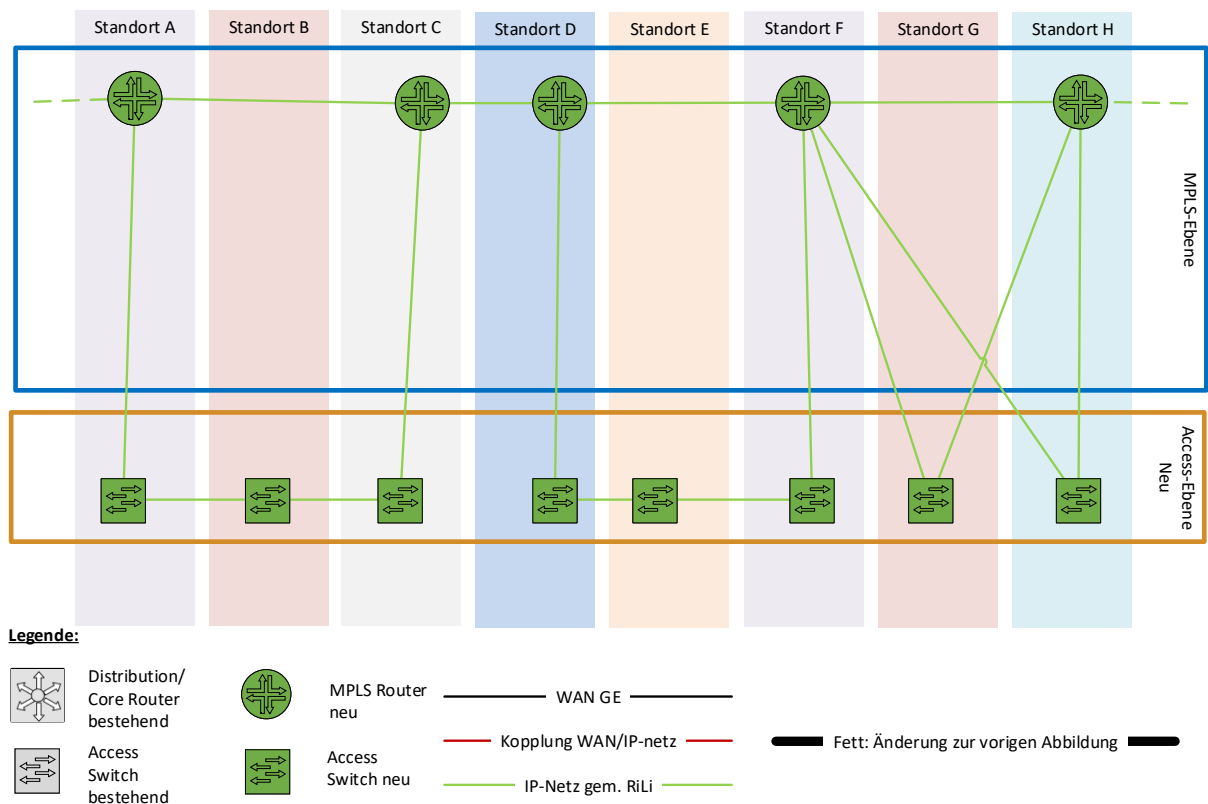 Standort A
Standort B
Standort C
Standort D
Standort E
Standort F
Standort G
Standort H
MPLS-Ebene
Access-Ebene
Neu
Legende:
Distribution/
Core Router
bestehend
MPLS Router
neu
WAN GE
Kopplung WAN/IP-netz
Fett: Änderung zur vorigen Abbildung
Access
Switch
bestehend
Access
Switch neu
IP-Netz gem. RiLi